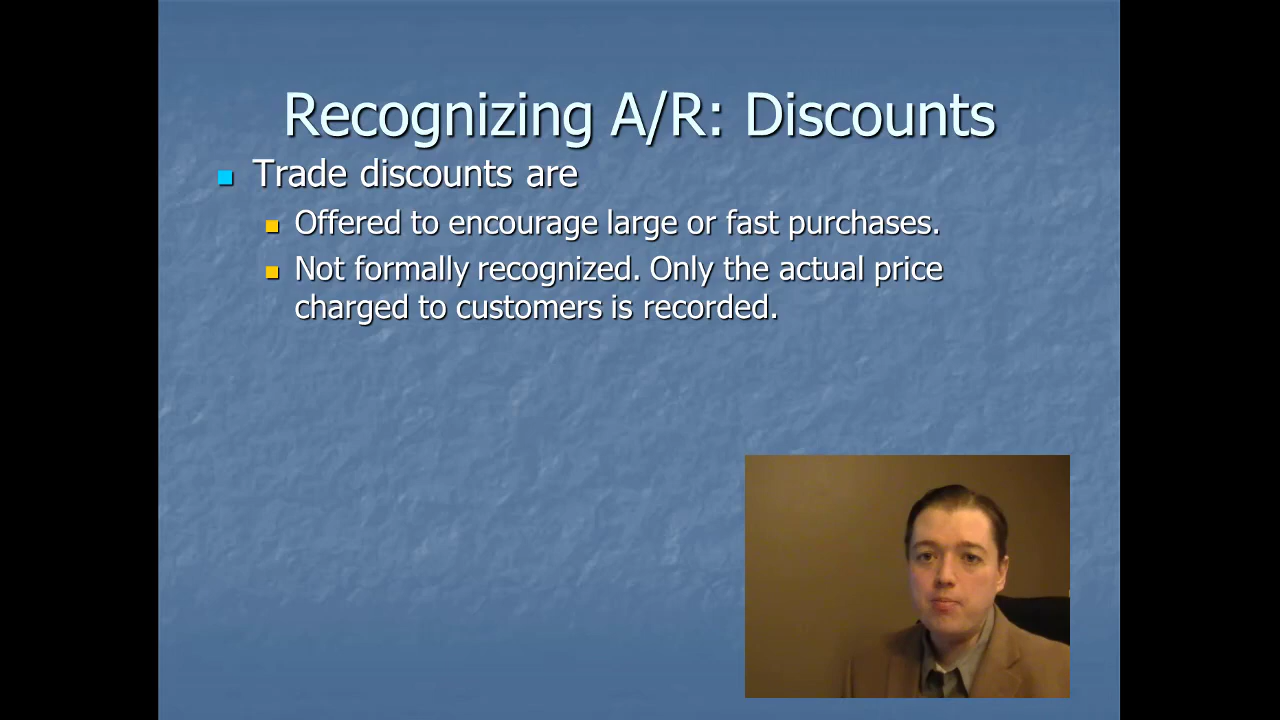 Recognizing A/R: Discounts
Trade discounts are
Offered to encourage large or fast purchases.
Not formally recognized. Only the actual price
charged to customers is recorded.